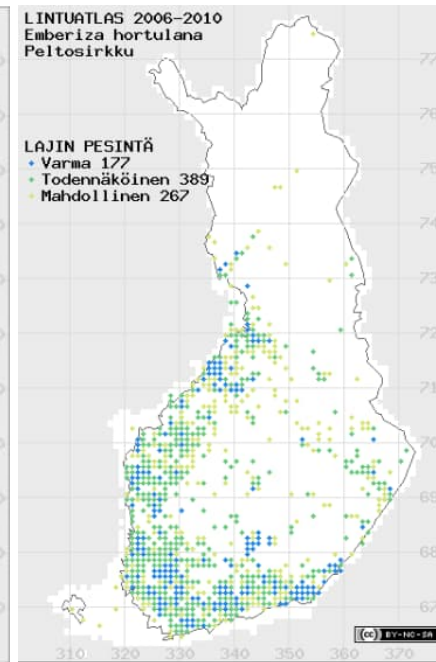 LINTUATLAS 2006-2010
Emberiza hortulana
Peltosirkku
LAJIN PESINTÄ
Varma 177
Todennäköinen 389
Mahdollinen 267
77
76
75
74
73
72
71
70
69
68
67
310 320 330 340 350 360 370
(cc) BY-NC-SA